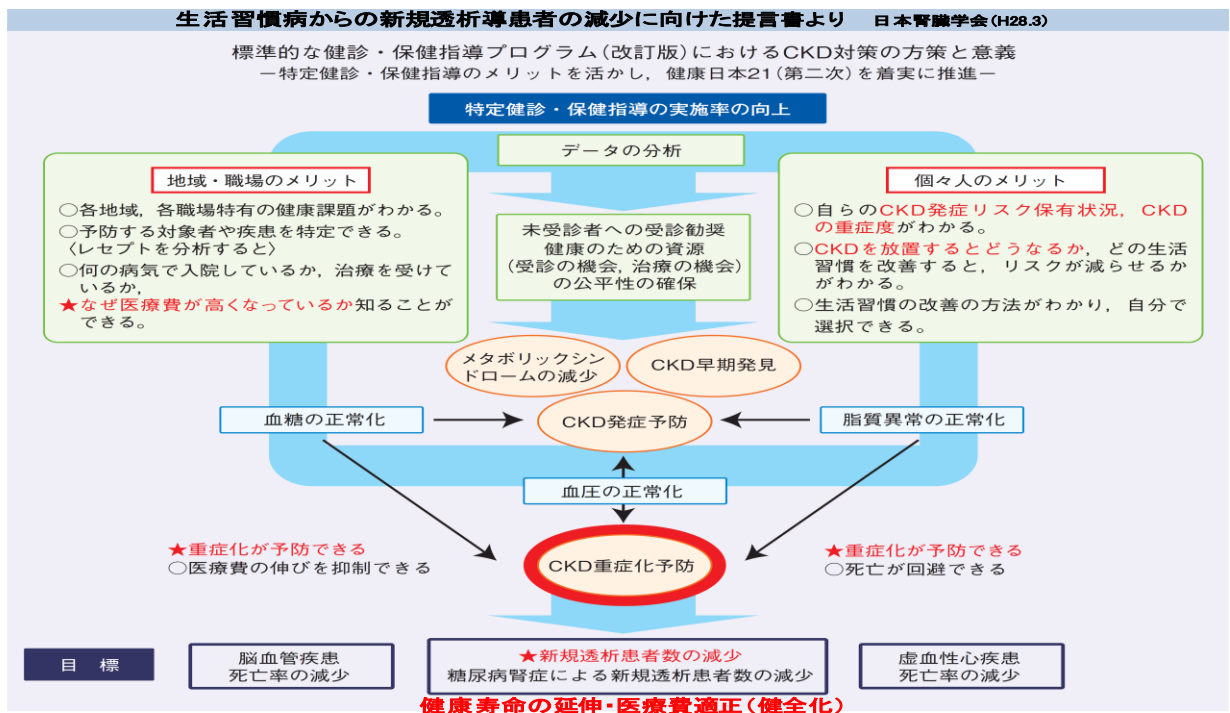 生活習慣病からの新規透析導患者の減少に向けた提言書より　日本腎臓学会(H28.3)
標準的な健診・保健指導プログラム(改訂版)におけるCKD対策の方策と意義
－特定健診・保健指導のメリットを活かし，健康日本21(第二次)を着実に推進－
特定健診・保健指導の実施率の向上
データの分析
地域・職場のメリット
○各地域，各職場特有の健康課題がわかる。
○予防する対象者や疾患を特定できる。
〈レセプトを分析すると〉
○何の病気で入院しているか，治療を受けて
いるか，
★なぜ医療費が高くなっているか知ることが
できる。
未受診者への受診勧奨
健康のための資源
(受診の機会，治療の機会)
の公平性の確保
個々人のメリット
○自らのCKD発症リスク保有状況，CKD
の重症度がわかる。
○CKDを放置するとどうなるか，どの生活
習慣を改善すると，リスクが減らせるか
がわかる。
○生活習慣の改善の方法がわかり，自分で
選択できる。
メタボリックシン
ドロームの減少
CKD早期発見
血糖の正常化
CKD発症予防
脂質異常の正常化
血圧の正常化
★重症化が予防できる
○医療費の伸びを抑制できる
CKD重症化予防
★重症化が予防できる
○死亡が回避できる
目　標
脳血管疾患
死亡率の減少
★新規透析患者数の減少
糖尿病腎症による新規透析患者数の減少
虚血性心疾患
死亡率の減少
健康寿命の延伸・医療費適正(健全化)